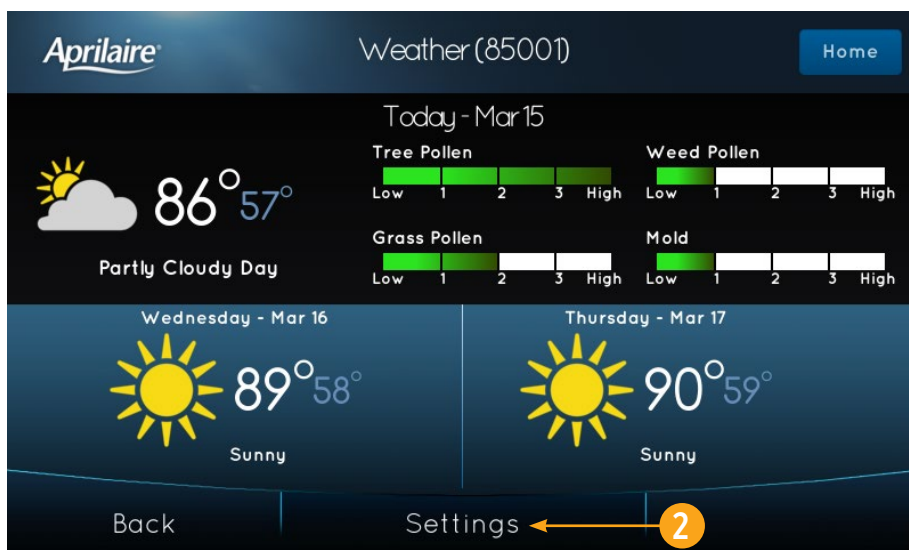 Aprilaire
Weather (85001)
Home
Today - Mar 15
86° 57°
Partly Cloudy Day
Tree Pollen
Low 1 2 3 High
Weed Pollen
Low 1 2 3 High
Grass Pollen
Low 1 2 3 High
Mold
Low 1 2 3 High
Wednesday - Mar 16
89° 58°
Sunny
Thursday - Mar 17
90° 59°
Sunny
Back
Settings
2